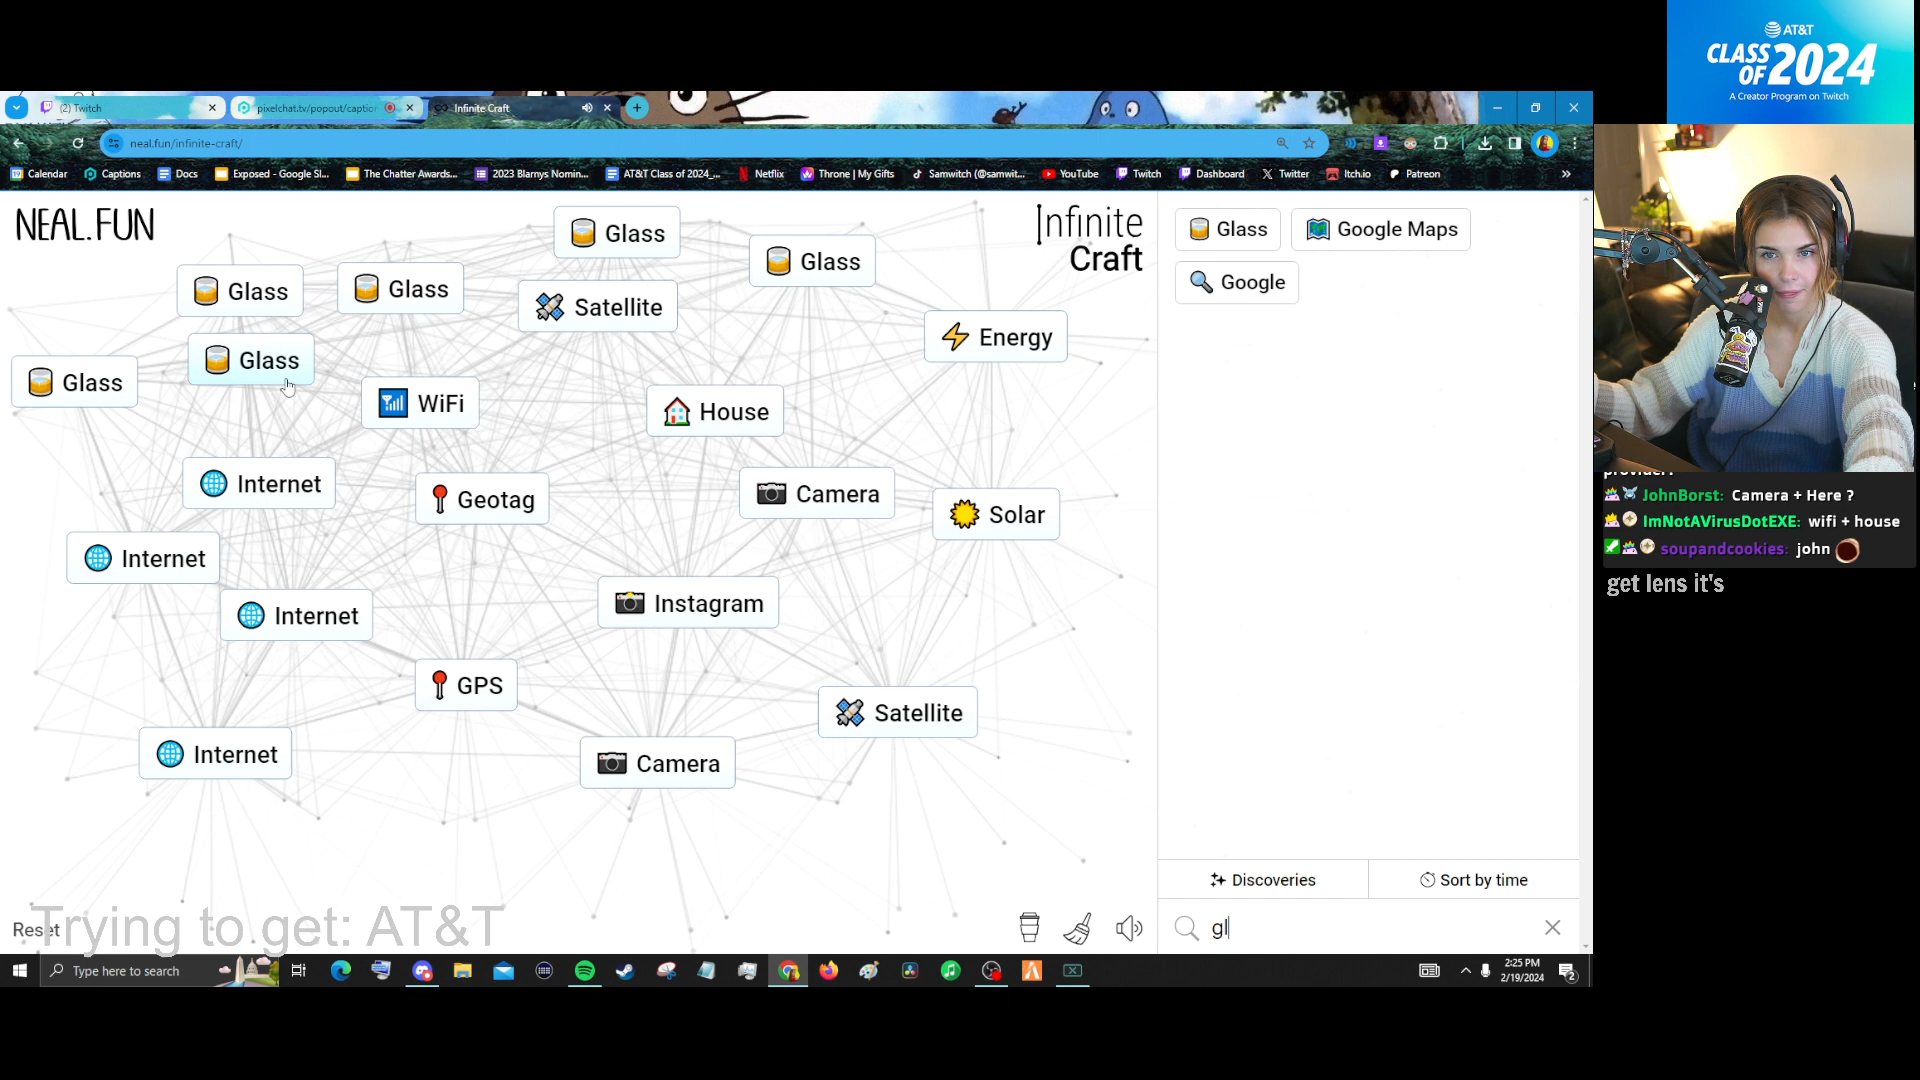 AT&T
CLASS
OF 2024
A Creator Program on Twitch
(2) Twitch
pixelchat.tv/popout/captio
Infinite Craft
neal.fun/infinite-craft/
Calendar
Captions
Docs
Exposed - Google Sl...
The Chatter Awards...
2023 Blarnys Nomin...
AT&T Class of 2024_...
Netflix
Throne | My Gifts
Samwitch (@samwit...
YouTube
Twitch
Dashboard
Twitter
Itch.io
Patreon
NEAL.FUN
Infinite
Craft
Glass
Glass
Glass
Glass
Satellite
Energy
Glass
Glass
WiFi
House
Internet
Geotag
Camera
Solar
Internet
Instagram
Internet
GPS
Satellite
Internet
Camera
Glass
Google Maps
Google
Discoveries
Sort by time
gl
Reset
Trying to get: AT&T
JohnBorst: Camera + Here ?
ImNotAVirusDotEXE: wifi + house
soupandcookies: john
get lens it's
Type here to search
2:25 PM
2/19/2024
2